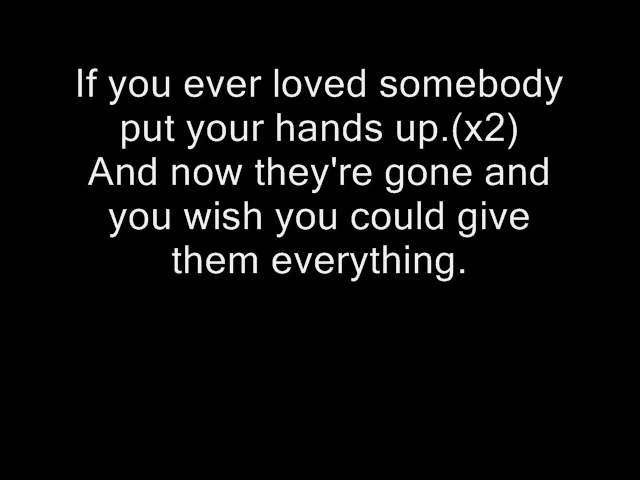 If you ever loved somebody
put your hands up.(x2)
And now they're gone and
you wish you could give
them everything.